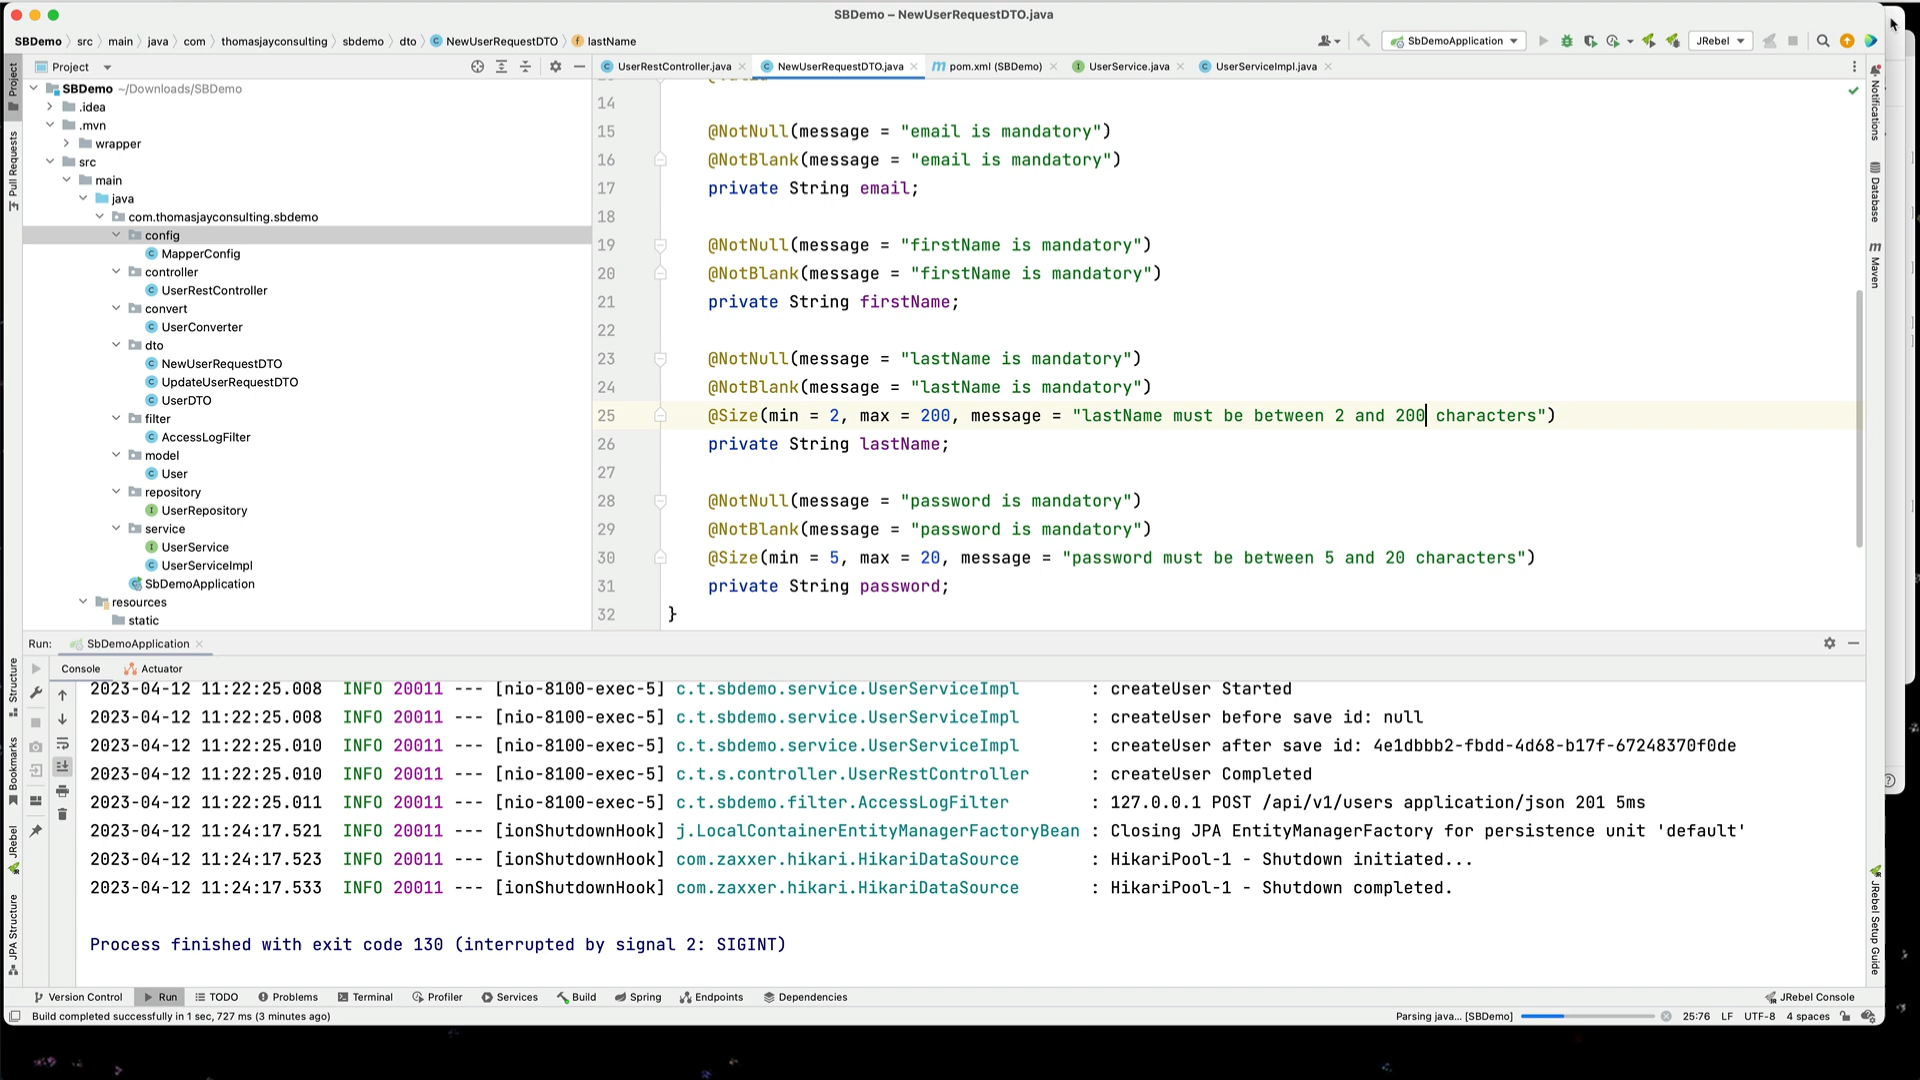 SBDemo – NewUserRequestDTO.java
SBDemo src main java com thomasjayconsulting sbdemo dto NewUserRequestDTO lastName
SbDemoApplication
JRebel
Project
UserRestController.java
NewUserRequestDTO.java
pom.xml (SBDemo)
UserService.java
UserServiceImpl.java
Project
Pull Requests
Structure
Bookmarks
JRebel
JPA Structure
SBDemo ~/Downloads/SBDemo
.idea
.mvn
wrapper
src
main
java
com.thomasjayconsulting.sbdemo
config
MapperConfig
controller
UserRestController
convert
UserConverter
dto
NewUserRequestDTO
UpdateUserRequestDTO
UserDTO
filter
AccessLogFilter
model
User
repository
UserRepository
service
UserService
UserServiceImpl
SbDemoApplication
resources
static
14
15 @NotNull(message = "email is mandatory")
16 @NotBlank(message = "email is mandatory")
17 private String email;
18
19 @NotNull(message = "firstName is mandatory")
20 @NotBlank(message = "firstName is mandatory")
21 private String firstName;
22
23 @NotNull(message = "lastName is mandatory")
24 @NotBlank(message = "lastName is mandatory")
25 @Size(min = 2, max = 200, message = "lastName must be between 2 and 200 characters")
26 private String lastName;
27
28 @NotNull(message = "password is mandatory")
29 @NotBlank(message = "password is mandatory")
30 @Size(min = 5, max = 20, message = "password must be between 5 and 20 characters")
31 private String password;
32 }
Notifications
Database
Maven
JRebel Setup Guide
Run: SbDemoApplication
Console Actuator
2023-04-12 11:22:25.008 INFO 20011 --- [nio-8100-exec-5] c.t.sbdemo.service.UserServiceImpl : createUser Started
2023-04-12 11:22:25.008 INFO 20011 --- [nio-8100-exec-5] c.t.sbdemo.service.UserServiceImpl : createUser before save id: null
2023-04-12 11:22:25.010 INFO 20011 --- [nio-8100-exec-5] c.t.sbdemo.service.UserServiceImpl : createUser after save id: 4e1dbbb2-fbdd-4d68-b17f-67248370f0de
2023-04-12 11:22:25.010 INFO 20011 --- [nio-8100-exec-5] c.t.s.controller.UserRestController : createUser Completed
2023-04-12 11:22:25.011 INFO 20011 --- [nio-8100-exec-5] c.t.sbdemo.filter.AccessLogFilter : 127.0.0.1 POST /api/v1/users application/json 201 5ms
2023-04-12 11:24:17.521 INFO 20011 --- [ionShutdownHook] j.LocalContainerEntityManagerFactoryBean : Closing JPA EntityManagerFactory for persistence unit 'default'
2023-04-12 11:24:17.523 INFO 20011 --- [ionShutdownHook] com.zaxxer.hikari.HikariDataSource : HikariPool-1 - Shutdown initiated...
2023-04-12 11:24:17.533 INFO 20011 --- [ionShutdownHook] com.zaxxer.hikari.HikariDataSource : HikariPool-1 - Shutdown completed.
Process finished with exit code 130 (interrupted by signal 2: SIGINT)
Version Control Run TODO Problems Terminal Profiler Services Build Spring Endpoints Dependencies JRebel Console
Build completed successfully in 1 sec, 727 ms (3 minutes ago) Parsing java... [SBDemo] 25:76 LF UTF-8 4 spaces